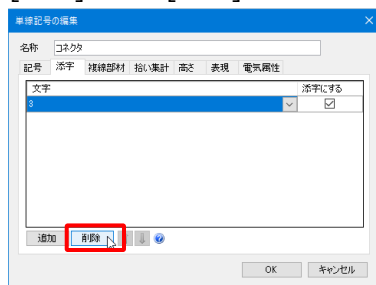 単線記号の編集
名称 コネクタ
記号 添字 複線部材 拾い集計 高さ 表現 電気属性
文字 添字にする
3
追加 削除
OK キャンセル